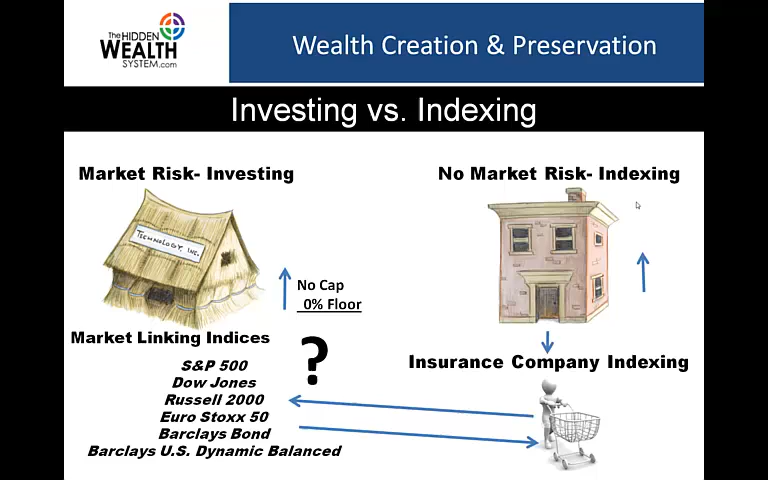 The HIDDEN
WEALTH
SYSTEM.com
Wealth Creation & Preservation
Investing vs. Indexing
Market Risk- Investing
No Market Risk- Indexing
TECHNOLOGY, INC.
No Cap
0% Floor
Market Linking Indices
?
Insurance Company Indexing
S&P 500
Dow Jones
Russell 2000
Euro Stoxx 50
Barclays Bond
Barclays U.S. Dynamic Balanced